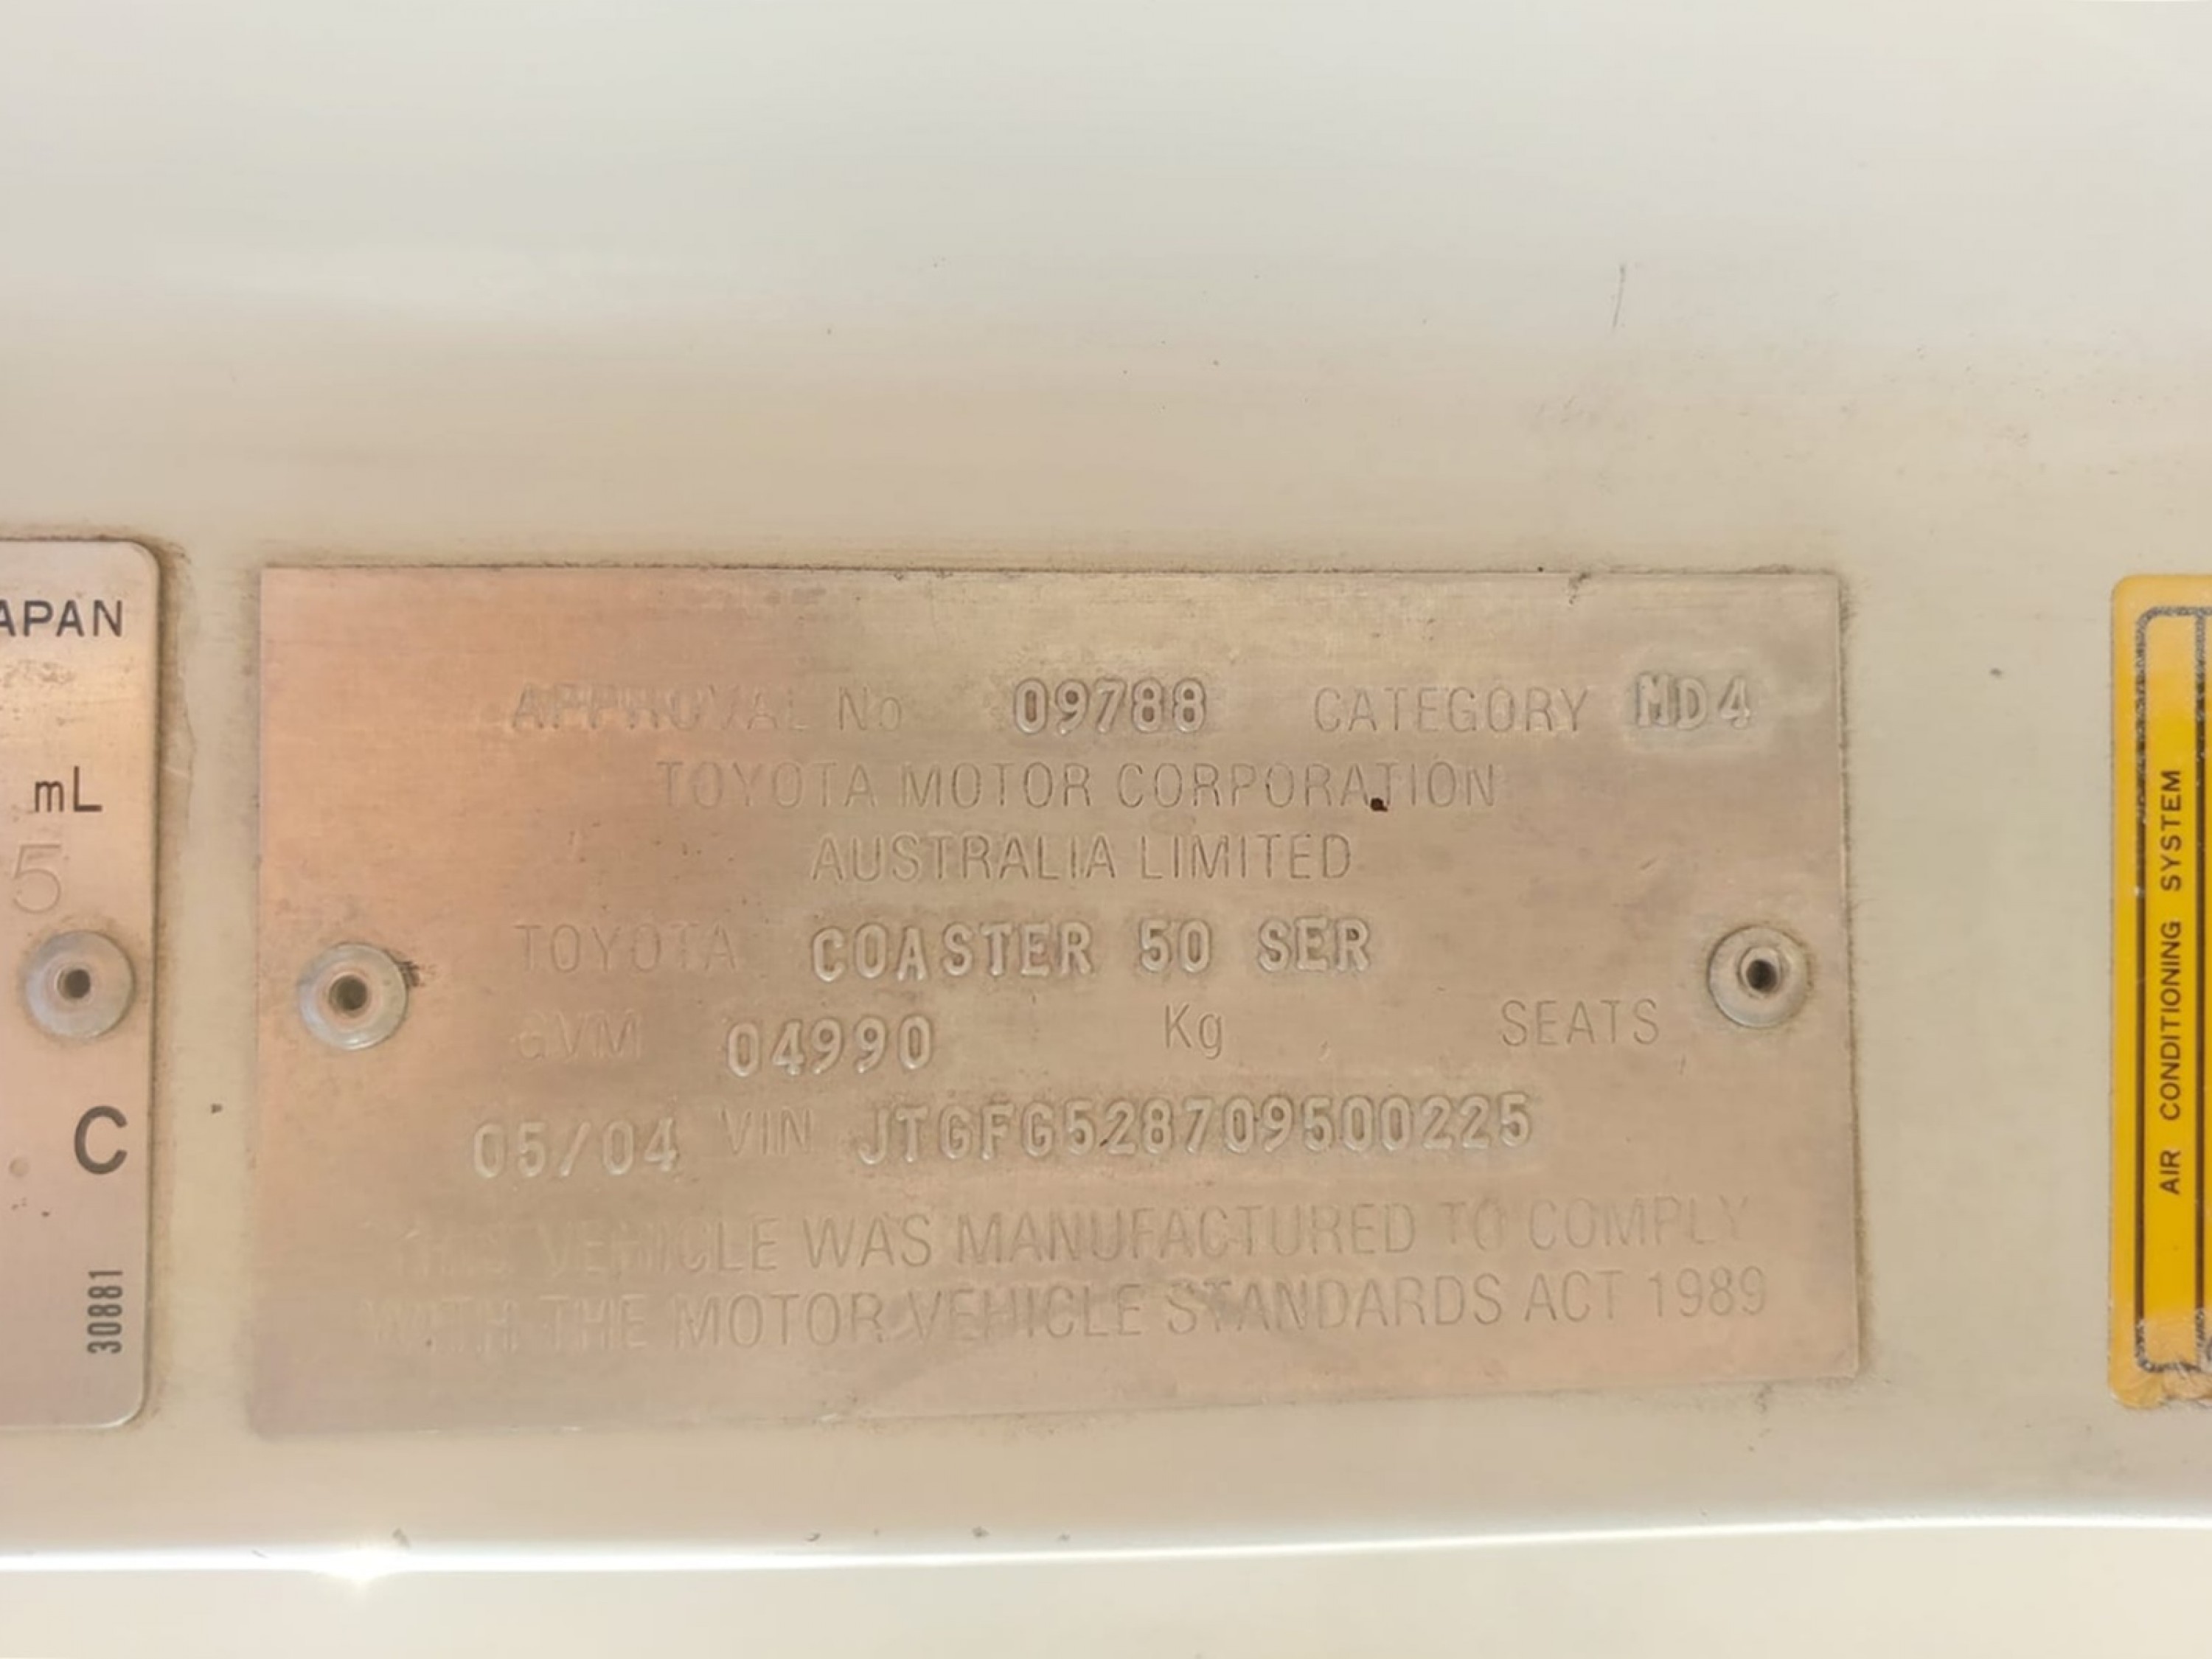 APAN
mL
5
C
30881
APPROVAL No 09788 CATEGORY MD4
TOYOTA MOTOR CORPORATION
AUSTRALIA LIMITED
TOYOTA COASTER 50 SER
GVM 04990 Kg SEATS
05/04 VIN JTGFG528709500225
THIS VEHICLE WAS MANUFACTURED TO COMPLY
WITH THE MOTOR VEHICLE STANDARDS ACT 1989
AIR CONDITIONING SYSTEM